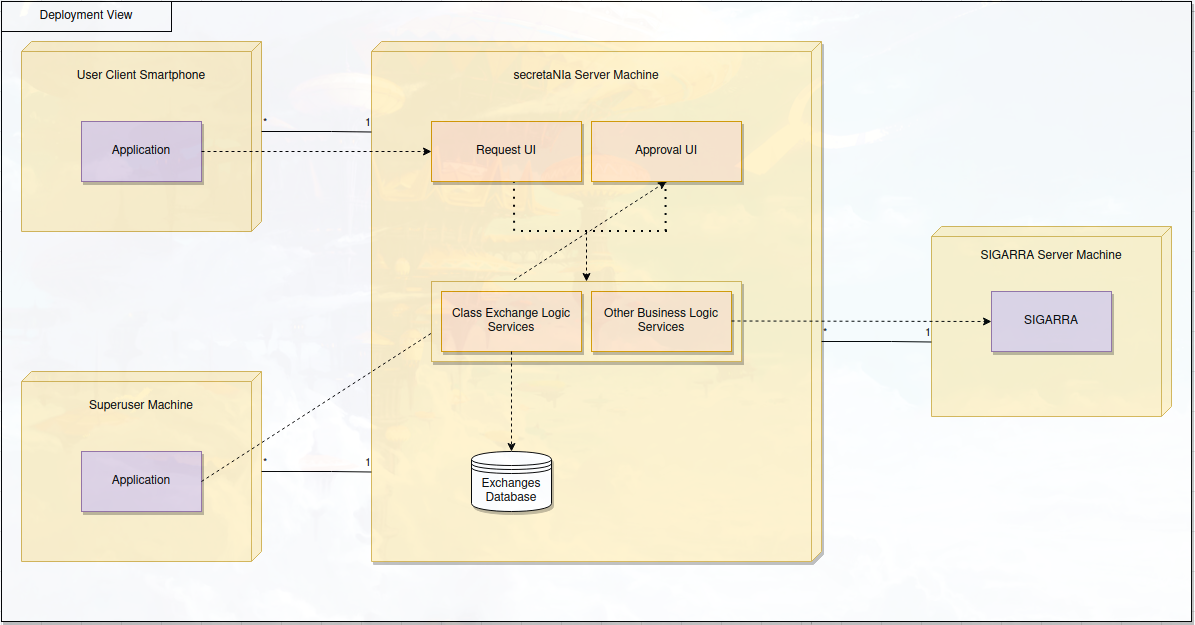 Deployment View
User Client Smartphone
Application
*
1
secretaNIa Server Machine
Request UI
Approval UI
Class Exchange Logic
Services
Other Business Logic
Services
Exchanges
Database
Superuser Machine
Application
*
1
*
1
SIGARRA Server Machine
SIGARRA